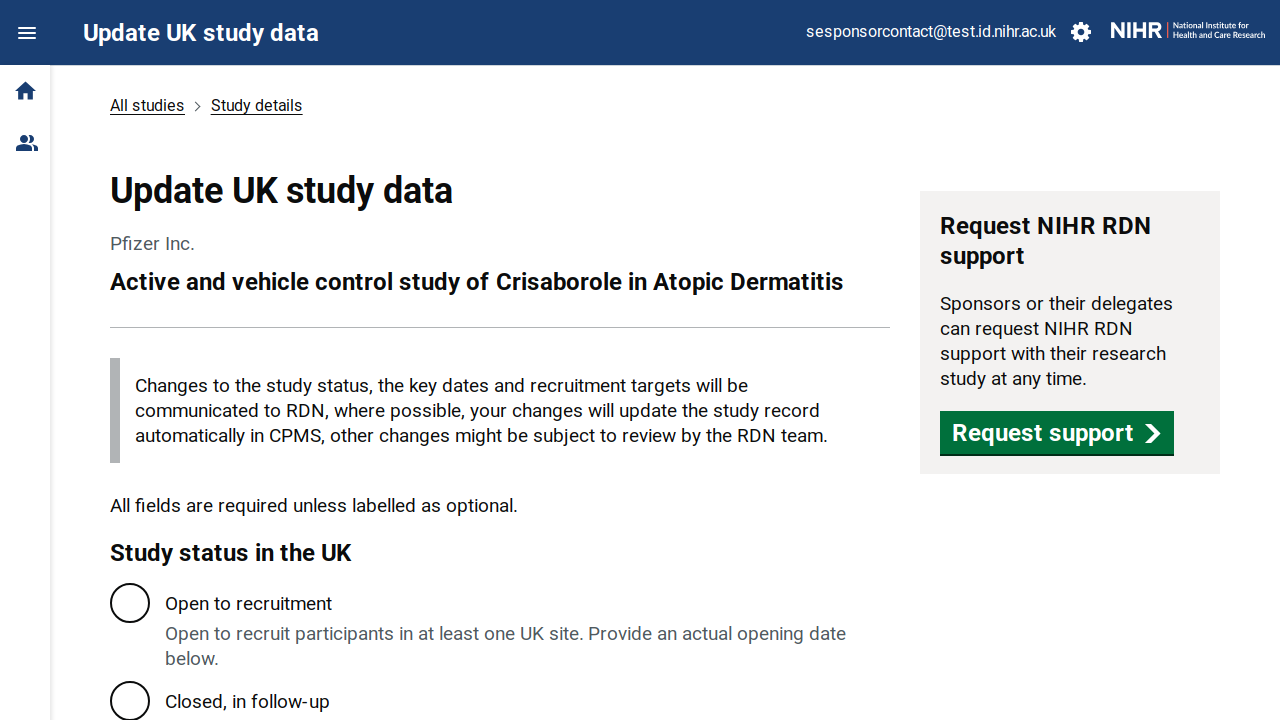 Update UK study data
sesponsorcontact@test.id.nihr.ac.uk
NIHR National Institute for
Health and Care Research
All studies
Study details
Update UK study data
Pfizer Inc.
Active and vehicle control study of Crisaborole in Atopic Dermatitis
Changes to the study status, the key dates and recruitment targets will be
communicated to RDN, where possible, your changes will update the study record
automatically in CPMS, other changes might be subject to review by the RDN team.
All fields are required unless labelled as optional.
Study status in the UK
Open to recruitment
Open to recruit participants in at least one UK site. Provide an actual opening date
below.
Closed, in follow-up
Request NIHR RDN
support
Sponsors or their delegates
can request NIHR RDN
support with their research
study at any time.
Request support